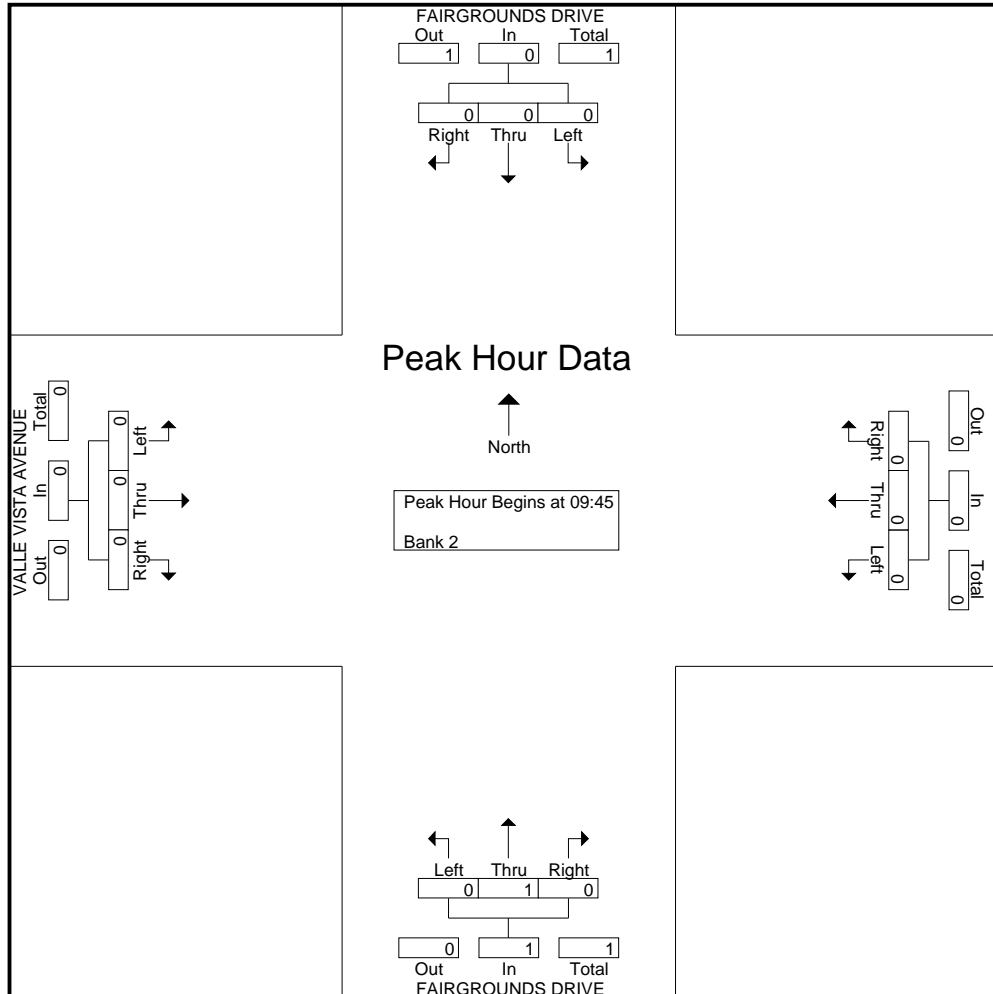 FAIRGROUNDS DRIVE
Out In Total
1 0 1
0 0 0
Right Thru Left
Peak Hour Data
North
Peak Hour Begins at 09:45
Bank 2
VALLE VISTA AVENUE
Out In Total
0 0 0
0 0 0
Right Thru Left
Out In Total
0 0 0
Right Thru Left
0 0 0
Left Thru Right
0 1 0
0 1 1
Out In Total
FAIRGROUNDS DRIVE